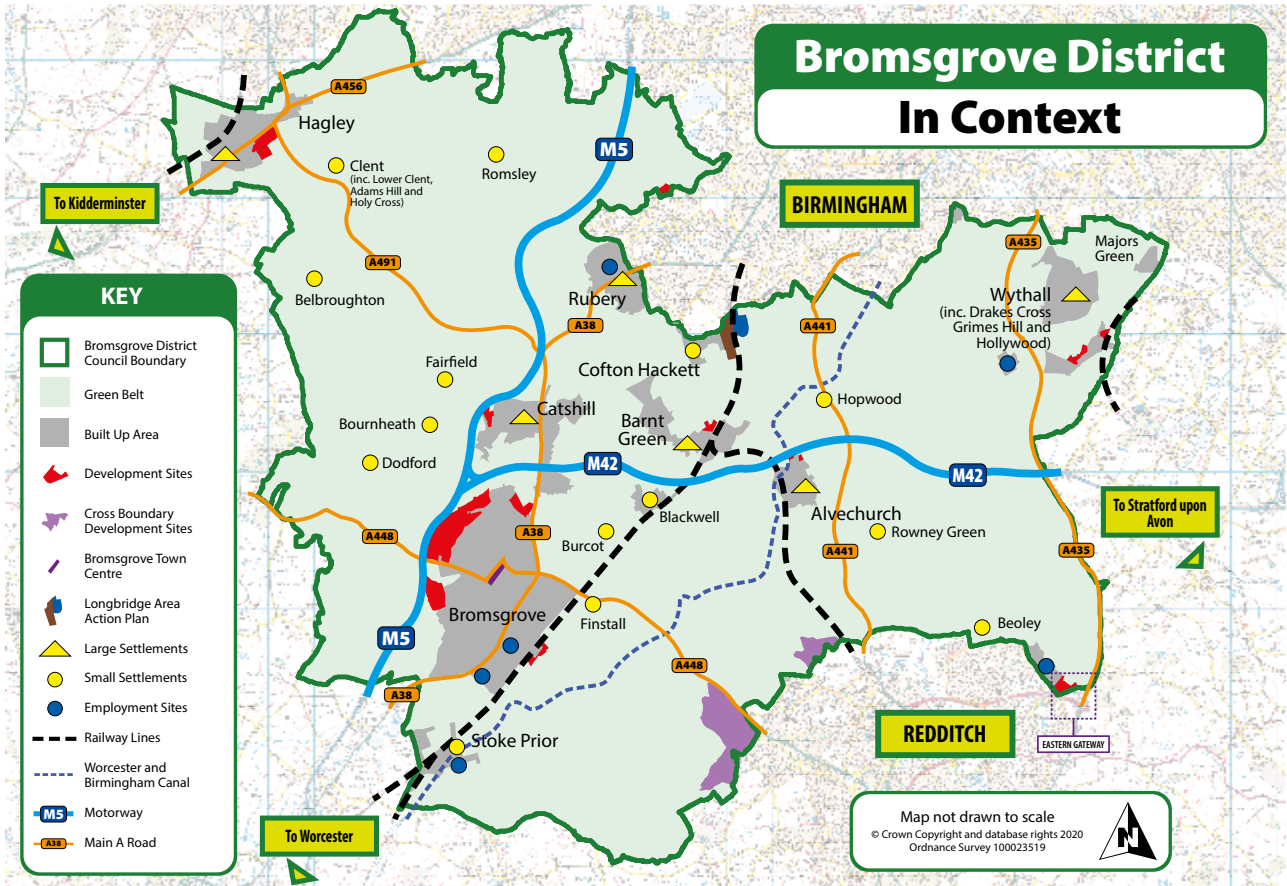 Bromsgrove District
In Context
A456
Hagley
M5
Clent
(inc. Lower Clent,
Adams Hill and
Holy Cross)
Romsley
To Kidderminster
BIRMINGHAM
A435
Majors
Green
A491
Belbroughton
Rubery
A38
Wythall
(inc. Drakes Cross
Grimes Hill and
Hollywood)
A441
Cofton Hackett
Fairfield
Hopwood
Catshill
Bournheath
Barnt
Green
Dodford
M42
M42
Alvechurch
Blackwell
To Stratford upon
Avon
A448
A38
Burcot
Rowney Green
A441
A435
Bromsgrove
Finstall
Beoley
M5
A448
A38
Stoke Prior
REDDITCH
EASTERN GATEWAY
To Worcester
KEY
Bromsgrove District
Council Boundary
Green Belt
Built Up Area
Development Sites
Cross Boundary
Development Sites
Bromsgrove Town
Centre
Longbridge Area
Action Plan
Large Settlements
Small Settlements
Employment Sites
Railway Lines
Worcester and
Birmingham Canal
M5 Motorway
A38 Main A Road
Map not drawn to scale
© Crown Copyright and database rights 2020
Ordnance Survey 100023519
N